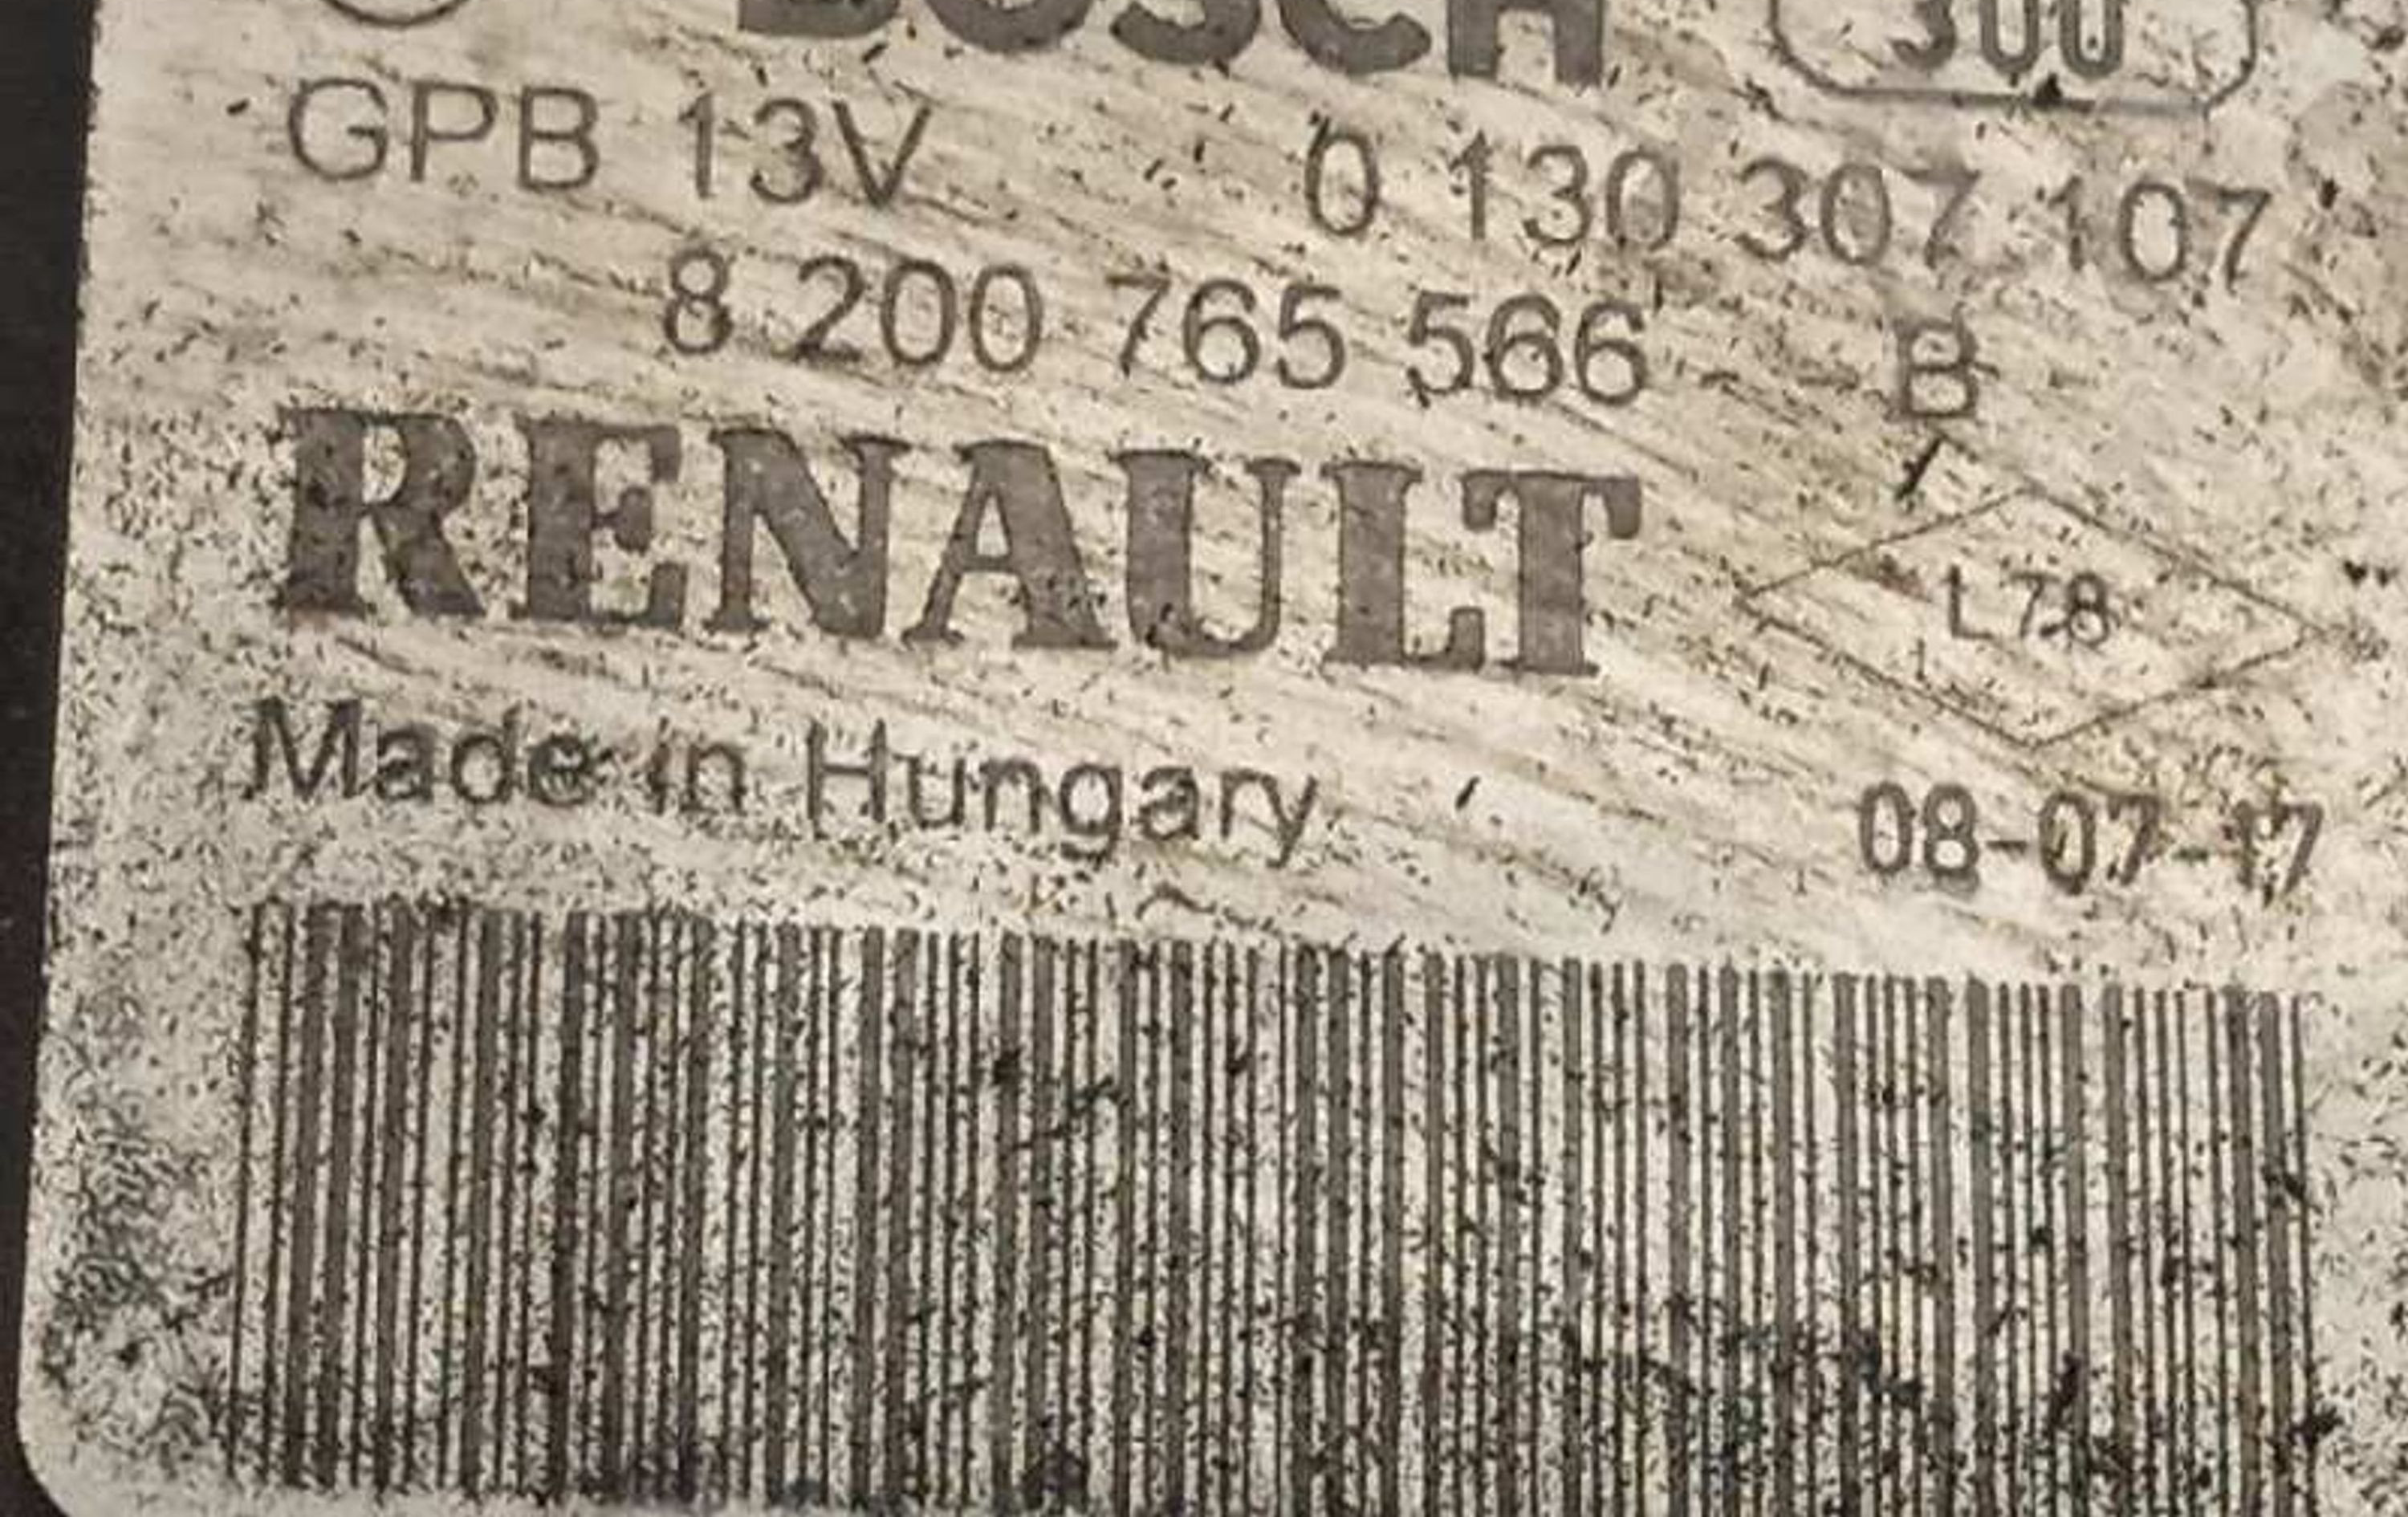 BOSCH 300
GPB 13V 0 130 307 107
8 200 765 566 - - B
RENAULT
L78
Made in Hungary
08-07-17